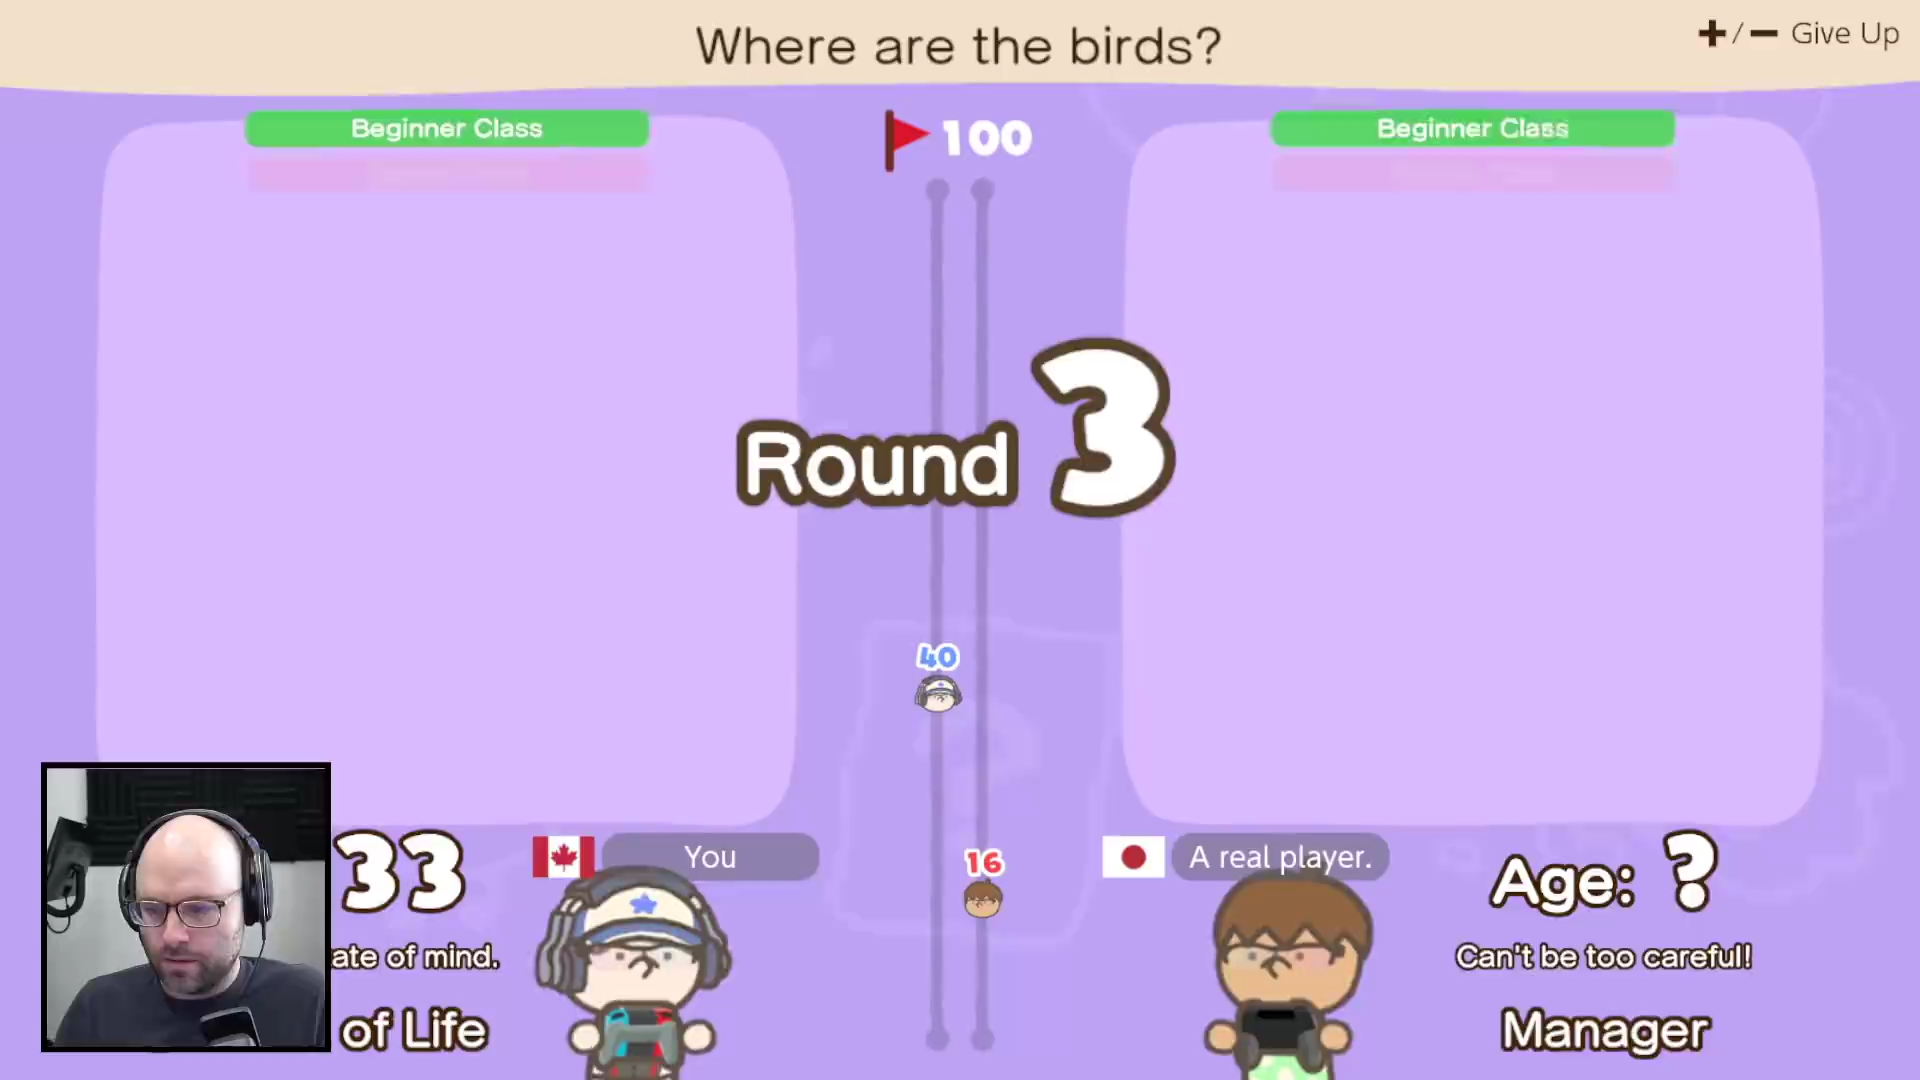 Where are the birds?
+/− Give Up
Beginner Class
100
Beginner Class
Round 3
40
33
You
16
A real player.
Age: ?
ate of mind.
Can't be too careful!
of Life
Manager